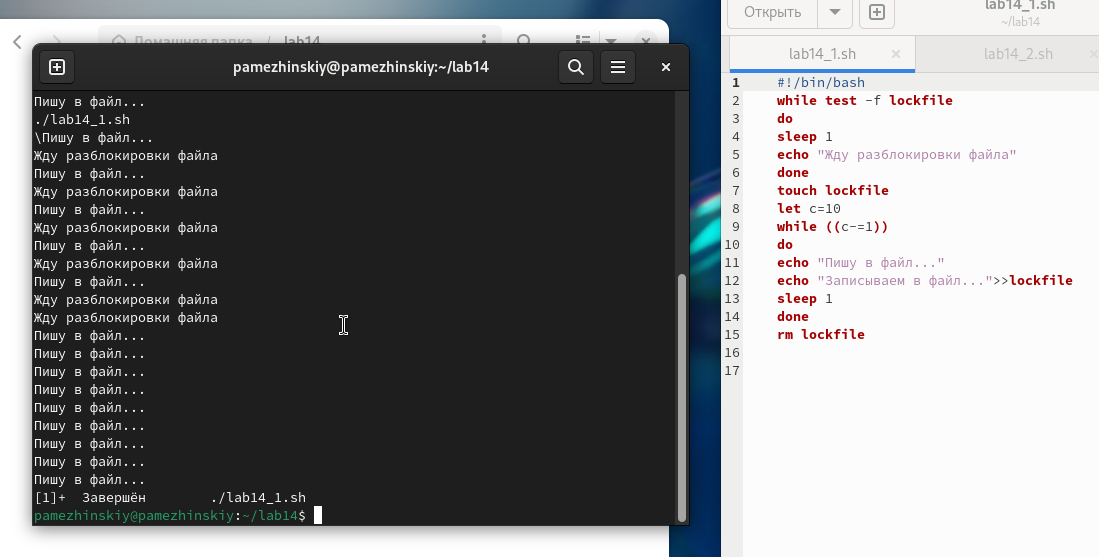 Домашняя папка / lab14
pamezhinskiy@pamezhinskiy:~/lab14
Пишу в файл...
./lab14_1.sh
\Пишу в файл...
Жду разблокировки файла
Пишу в файл...
Жду разблокировки файла
Пишу в файл...
Жду разблокировки файла
Пишу в файл...
Жду разблокировки файла
Пишу в файл...
Жду разблокировки файла
Жду разблокировки файла
Пишу в файл...
Пишу в файл...
Пишу в файл...
Пишу в файл...
Пишу в файл...
Пишу в файл...
Пишу в файл...
Пишу в файл...
Пишу в файл...
[1]+  Завершён        ./lab14_1.sh
pamezhinskiy@pamezhinskiy:~/lab14$
Открыть
lab14_1.sh
~/lab14
lab14_1.sh
lab14_2.sh
1 #!/bin/bash
2 while test -f lockfile
3 do
4 sleep 1
5 echo "Жду разблокировки файла"
6 done
7 touch lockfile
8 let c=10
9 while ((c-=1))
10 do
11 echo "Пишу в файл..."
12 echo "Записываем в файл...">>lockfile
13 sleep 1
14 done
15 rm lockfile
16
17